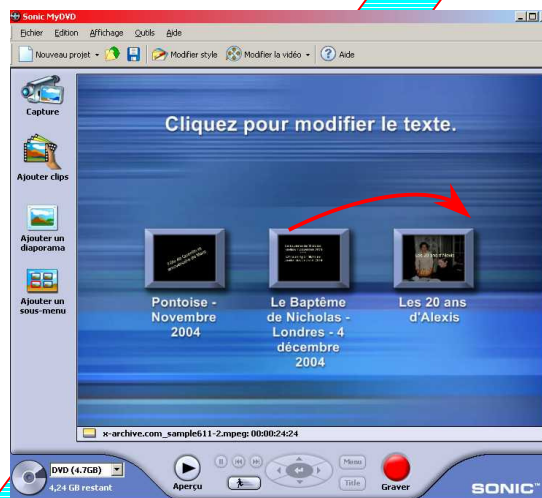 Sonic MyDVD
Fichier Edition Affichage Outils Aide
Nouveau projet Modifier style Modifier la vidéo Aide
Capture
Ajouter clips
Ajouter un
diaporama
Ajouter un
sous-menu
Cliquez pour modifier le texte.
Pontoise -
Novembre
2004
Le Baptême
de Nicholas -
Londres - 4
décembre
2004
Les 20 ans
d'Alexis
x-archive.com_sample611-2.mpeg: 00:00:24:24
DVD (4.7GB)
4,24 GB restant
Aperçu
Menu
Title
Graver
SONIC